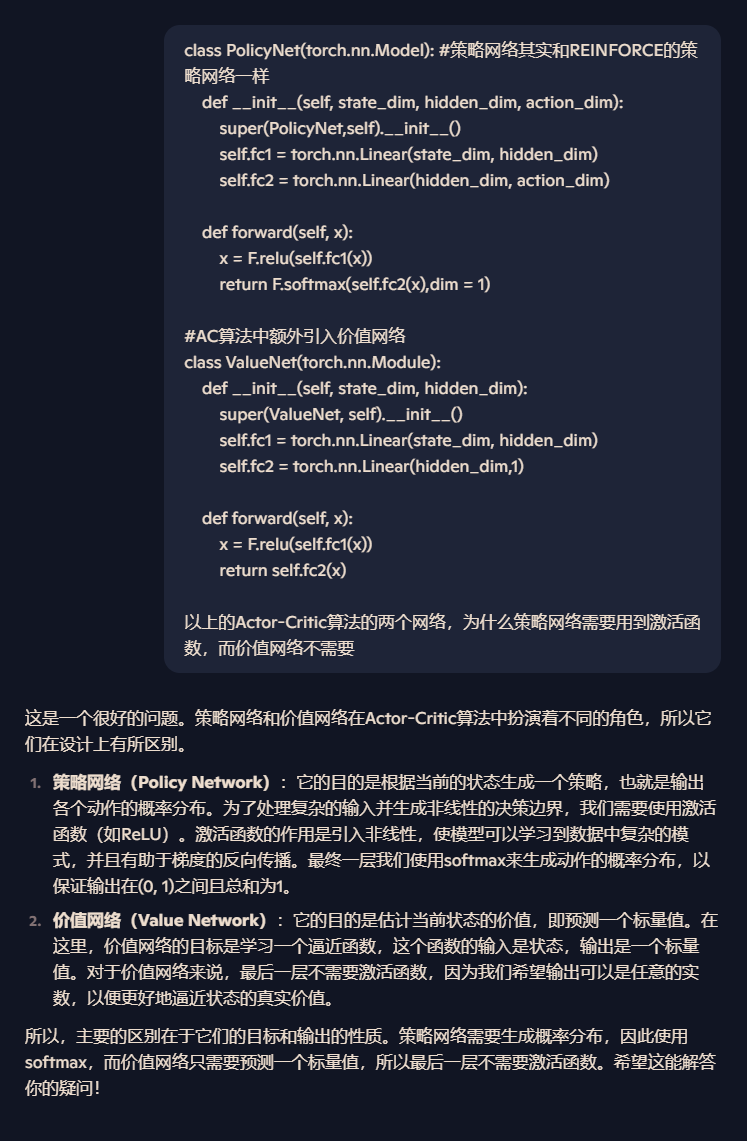 class PolicyNet(torch.nn.Model): #策略网络其实和REINFORCE的策
略网络一样
    def __init__(self, state_dim, hidden_dim, action_dim):
        super(PolicyNet,self).__init__()
        self.fc1 = torch.nn.Linear(state_dim, hidden_dim)
        self.fc2 = torch.nn.Linear(hidden_dim, action_dim)

    def forward(self, x):
        x = F.relu(self.fc1(x))
        return F.softmax(self.fc2(x),dim = 1)

#AC算法中额外引入价值网络
class ValueNet(torch.nn.Module):
    def __init__(self, state_dim, hidden_dim):
        super(ValueNet, self).__init__()
        self.fc1 = torch.nn.Linear(state_dim, hidden_dim)
        self.fc2 = torch.nn.Linear(hidden_dim,1)

    def forward(self, x):
        x = F.relu(self.fc1(x))
        return self.fc2(x)

以上的Actor-Critic算法的两个网络，为什么策略网络需要用到激活函
数，而价值网络不需要
这是一个很好的问题。策略网络和价值网络在Actor-Critic算法中扮演着不同的角色，所以它
们在设计上有所区别。
1. 策略网络（Policy Network）：它的目的是根据当前的状态生成一个策略，也就是输出
各个动作的概率分布。为了处理复杂的输入并生成非线性的决策边界，我们需要使用激活
函数（如ReLU）。激活函数的作用是引入非线性，使模型可以学习到数据中复杂的模
式，并且有助于梯度的反向传播。最终一层我们使用softmax来生成动作的概率分布，以
保证输出在(0, 1)之间且总和为1。
2. 价值网络（Value Network）：它的目的是估计当前状态的价值，即预测一个标量值。在
这里，价值网络的目标是学习一个逼近函数，这个函数的输入是状态，输出是一个标量
值。对于价值网络来说，最后一层不需要激活函数，因为我们希望输出可以是任意的实
数，以便更好地逼近状态的真实价值。
所以，主要的区别在于它们的目标和输出的性质。策略网络需要生成概率分布，因此使用
softmax，而价值网络只需要预测一个标量值，所以最后一层不需要激活函数。希望这能解答
你的疑问！